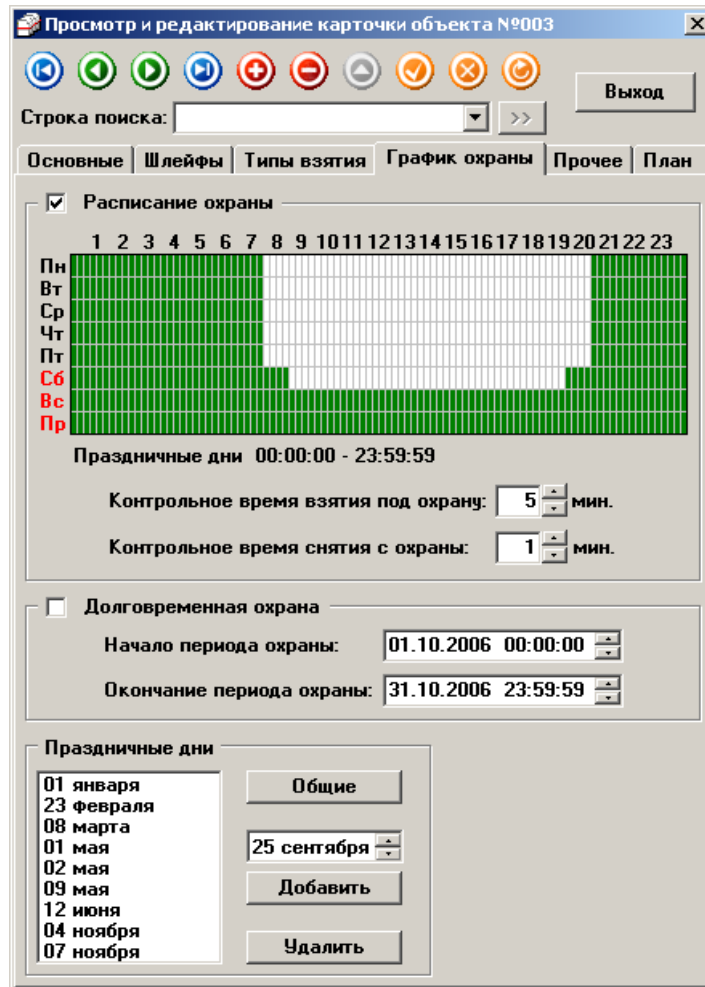 Просмотр и редактирование карточки объекта №003
Выход
Строка поиска: >>
Основные Шлейфы Типы взятия График охраны Прочее План
Расписание охраны
1 2 3 4 5 6 7 8 9 10 11 12 13 14 15 16 17 18 19 20 21 22 23
Пн
Вт
Ср
Чт
Пт
Сб
Вс
Пр
Праздничные дни 00:00:00 - 23:59:59
Контрольное время взятия под охрану: 5 мин.
Контрольное время снятия с охраны: 1 мин.
Долговременная охрана
Начало периода охраны: 01.10.2006 00:00:00
Окончание периода охраны: 31.10.2006 23:59:59
Праздничные дни
01 января
23 февраля
08 марта
01 мая
02 мая
09 мая
12 июня
04 ноября
07 ноября
Общие
25 сентября
Добавить
Удалить